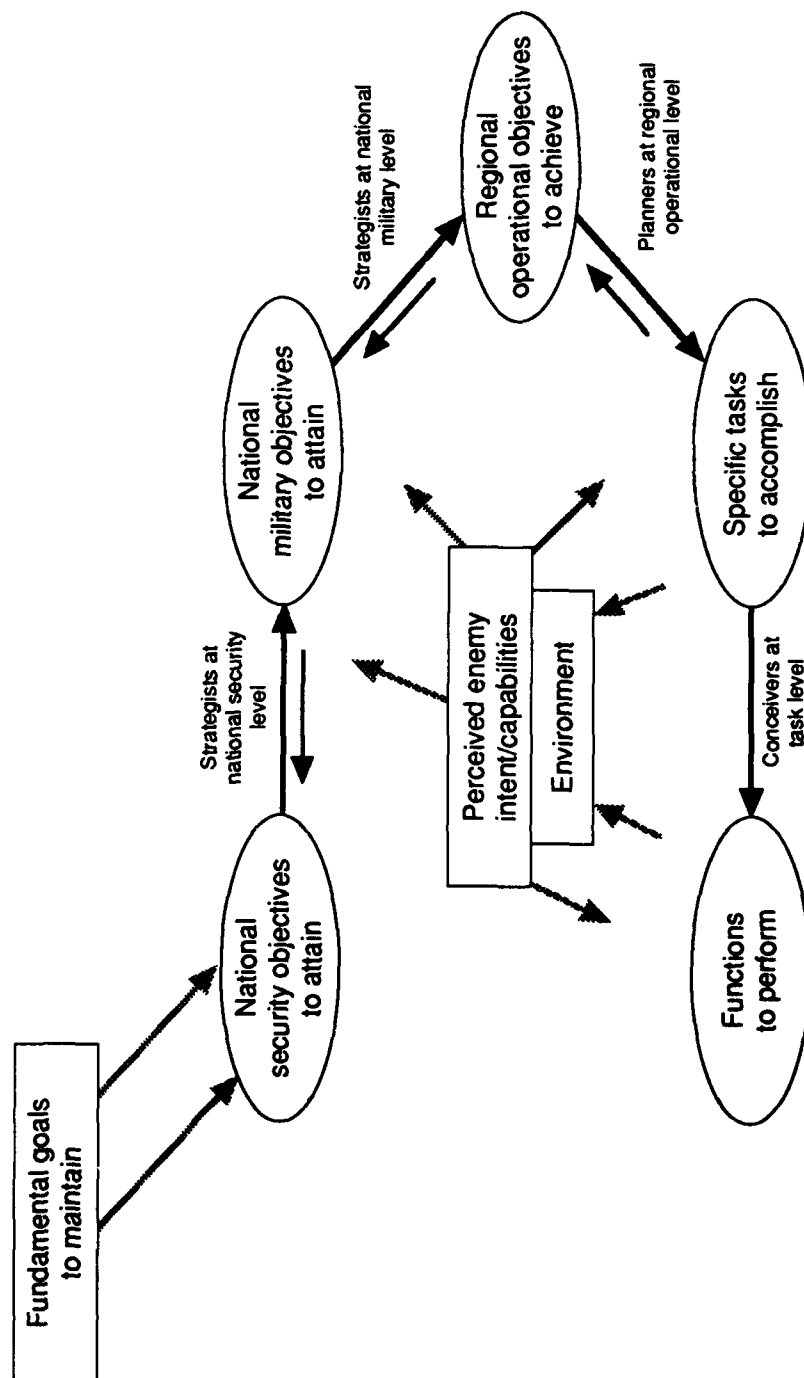 Fundamental goals
to maintain
National
security objectives
to attain
Strategists at
national security
level
National
military objectives
to attain
Strategists at national
military level
Regional
operational objectives
to achieve
Planners at regional
operational level
Specific tasks
to accomplish
Conceivers at
task level
Functions
to perform
Perceived enemy
intent/capabilities
Environment